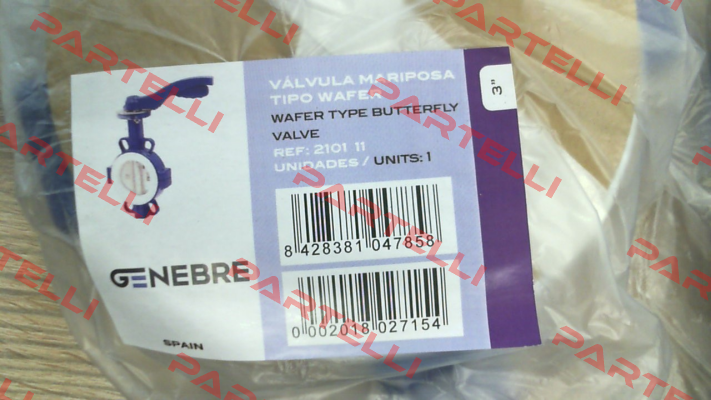 VÁLVULA MARIPOSA
TIPO WAFER
WAFER TYPE BUTTERFLY
VALVE
REF: 2101 11
UNIDADES / UNITS: 1
3"
8 428381 047858
GENEBRE
0 002018 027154
SPAIN
PARTELLI
PARTELLI
PARTELLI
PARTELLI
PARTELLI
PARTELLI
PARTELLI
PARTELLI